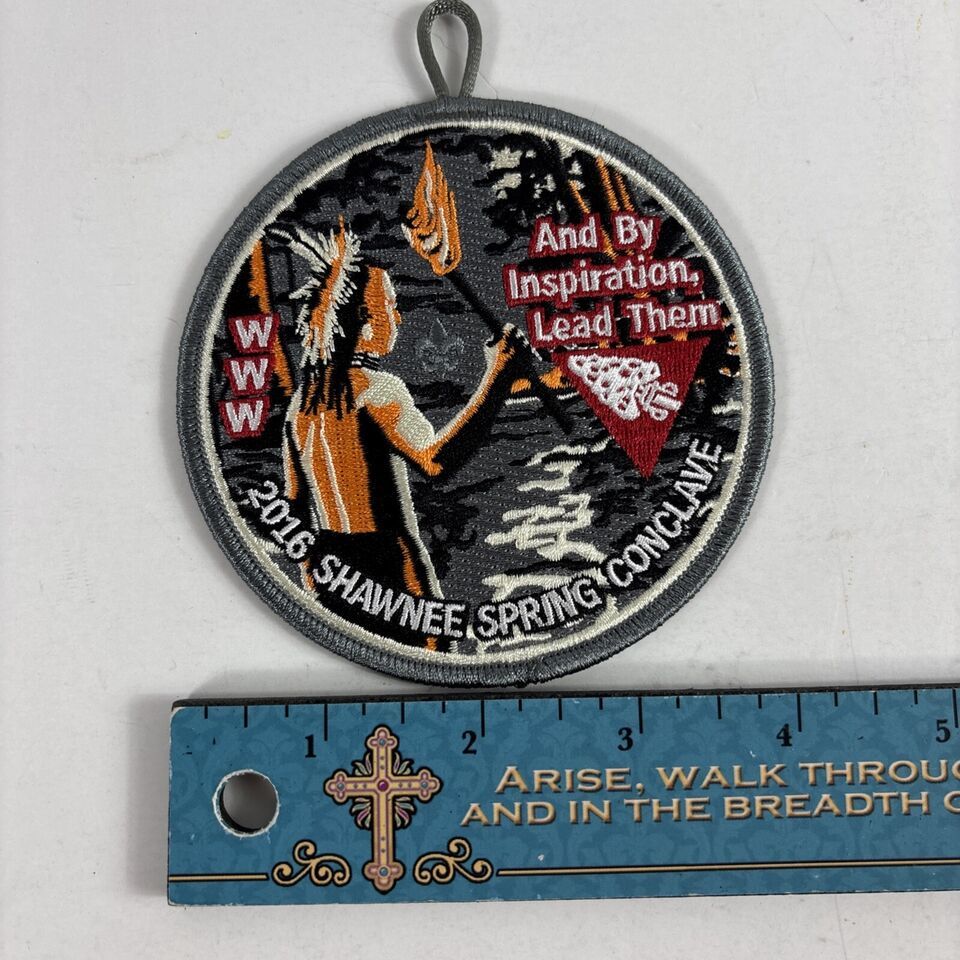 And By
Inspiration,
Lead Them
W
W
W
2016 SHAWNEE SPRING CONCLAVE
1 2 3 4 5
ARISE, WALK THROUG
AND IN THE BREADTH O